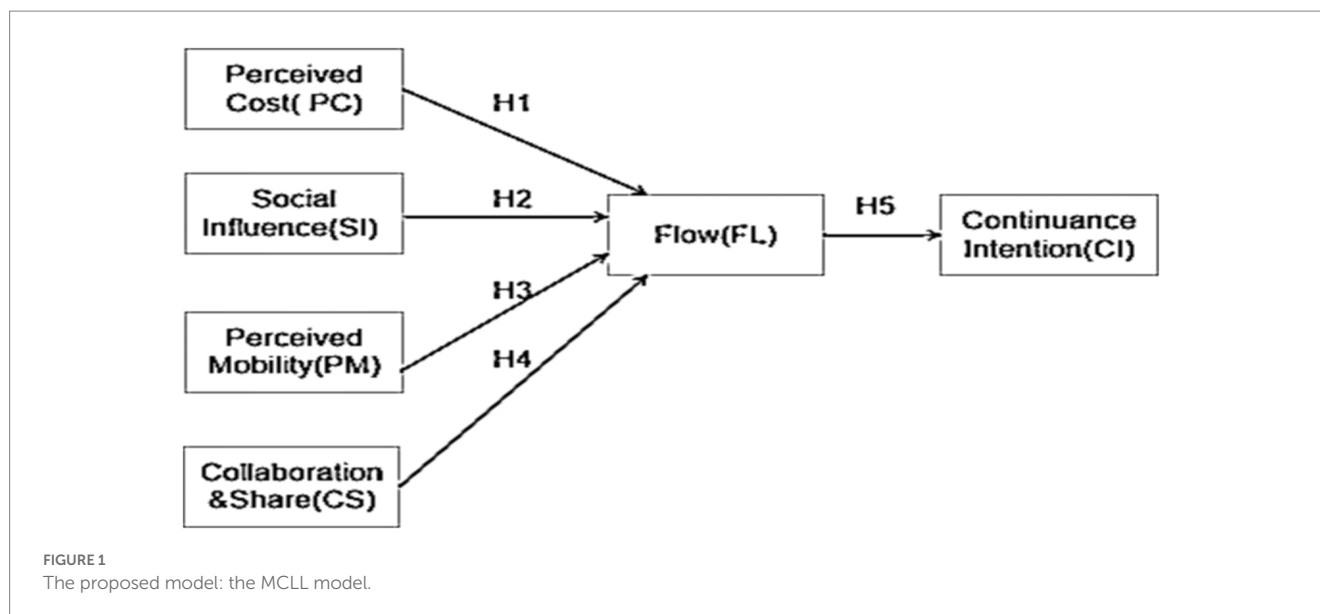 Perceived
Cost( PC)
H1
Social
Influence(SI)
H2
Flow(FL)
H5
Continuance
Intention(CI)
Perceived
Mobility(PM)
H3
H4
Collaboration
&Share(CS)
FIGURE 1
The proposed model: the MCLL model.